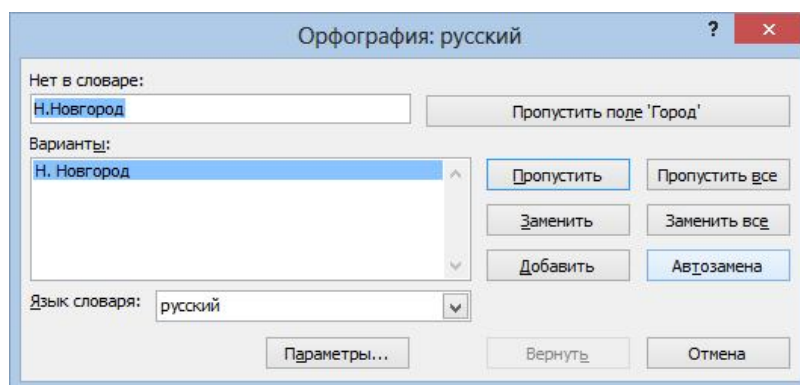 Орфография: русский
?
×
Нет в словаре:
Н.Новгород
Пропустить поле 'Город'
Варианты:
Н. Новгород
Пропустить
Пропустить все
Заменить
Заменить все
Добавить
Автозамена
Язык словаря:
русский
Параметры...
Вернуть
Отмена